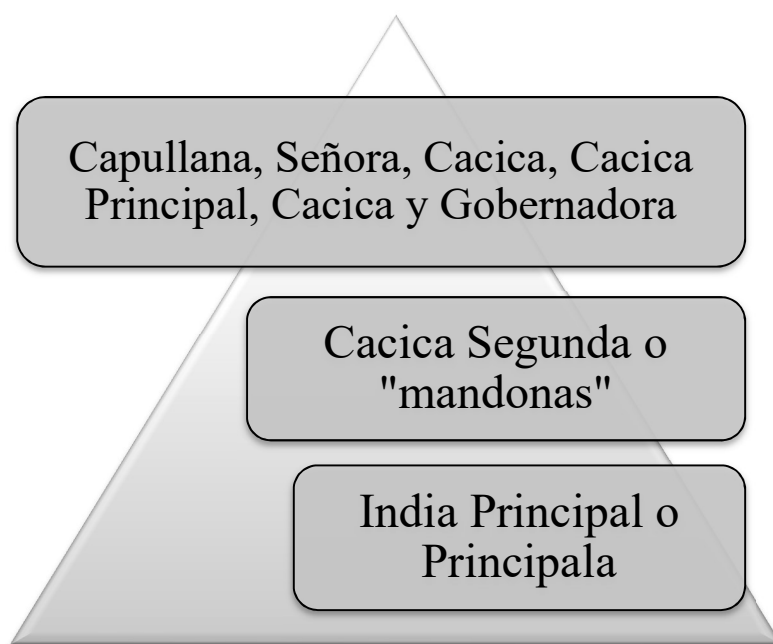 Capullana, Señora, Cacica, Cacica
Principal, Cacica y Gobernadora
Cacica Segunda o
"mandonas"
India Principal o
Principala